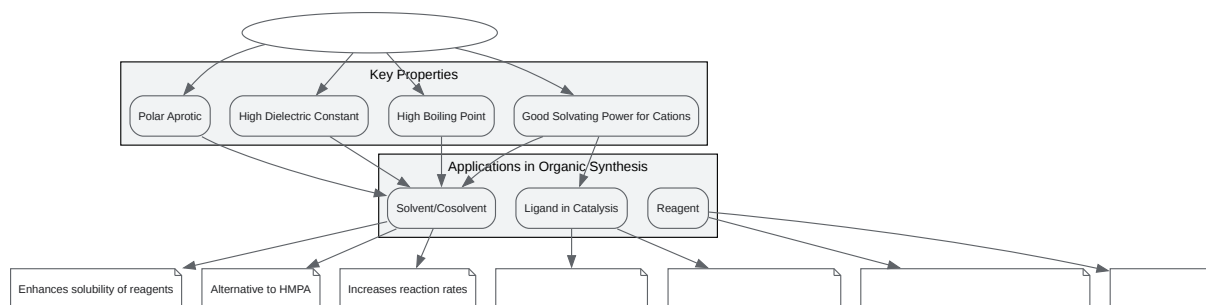 Key Properties
Polar Aprotic
High Dielectric Constant
High Boiling Point
Good Solvating Power for Cations
Applications in Organic Synthesis
Solvent/Cosolvent
Ligand in Catalysis
Reagent
Enhances solubility of reagents
Alternative to HMPA
Increases reaction rates